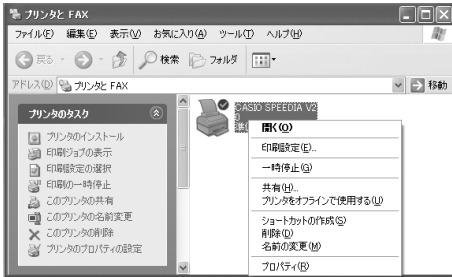 プリンタと FAX
ファイル(F) 編集(E) 表示(V) お気に入り(A) ツール(T) ヘルプ(H)
戻る 検索 フォルダ
アドレス(D) プリンタと FAX 移動
プリンタのタスク
プリンタのインストール
印刷ジョブの表示
印刷設定の選択
印刷の一時停止
このプリンタの共有
このプリンタの名前変更
このプリンタの削除
プリンタのプロパティの設定
CASIO SPEEDIA V2
0
準
開く(O)
印刷設定(E)...
一時停止(G)
共有(H)...
プリンタをオフラインで使用する(U)
ショートカットの作成(S)
削除(D)
名前の変更(M)
プロパティ(R)